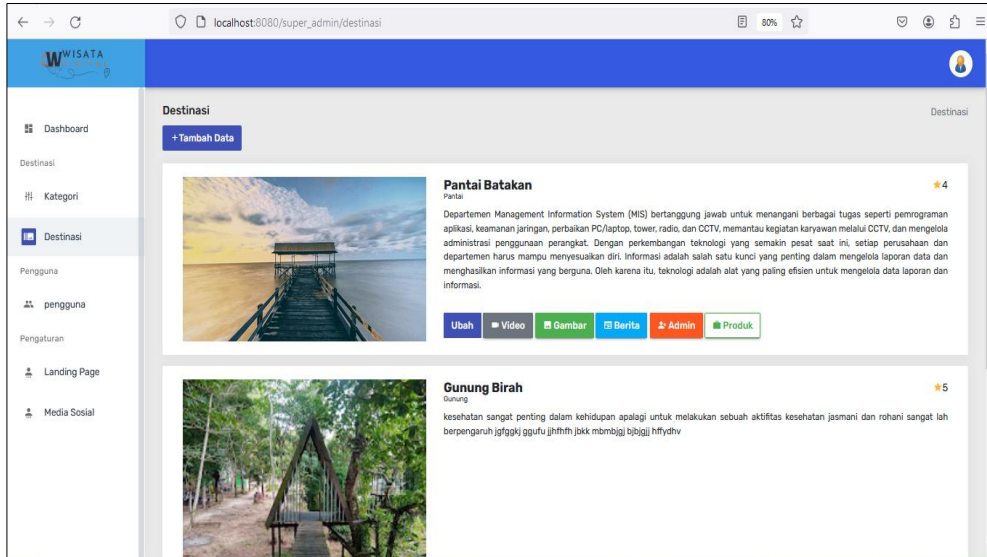 localhost:8080/super_admin/destinasi
80%
WISATA
Destinasi
Destinasi
+Tambah Data
Dashboard
Destinasi
Kategori
Destinasi
Pengguna
pengguna
Pengaturan
Landing Page
Media Sosial
Pantai Batakan
4
Pantai
Departemen Management Information System (MIS) bertanggung jawab untuk menangani berbagai tugas seperti pemrograman
aplikasi, keamanan jaringan, perbaikan PC/laptop, tower, radio, dan CCTV, memantau kegiatan karyawan melalui CCTV, dan mengelola
administrasi penggunaan perangkat. Dengan perkembangan teknologi yang semakin pesat saat ini, setiap perusahaan dan
departemen harus mampu menyesuaikan diri. Informasi adalah salah satu kunci yang penting dalam mengelola laporan data dan
menghasilkan informasi yang berguna. Oleh karena itu, teknologi adalah alat yang paling efisien untuk mengelola data laporan dan
informasi.
Ubah Video Gambar Berita Admin Produk
Gunung Birah
5
Gunung
kesehatan sangat penting dalam kehidupan apalagi untuk melakukan sebuah aktifitas kesehatan jasmani dan rohani sangat lah
berpengaruh jgfggkj ggufu jjhfhfh jbkk mbmbjgj bjbjgjj hffydhv